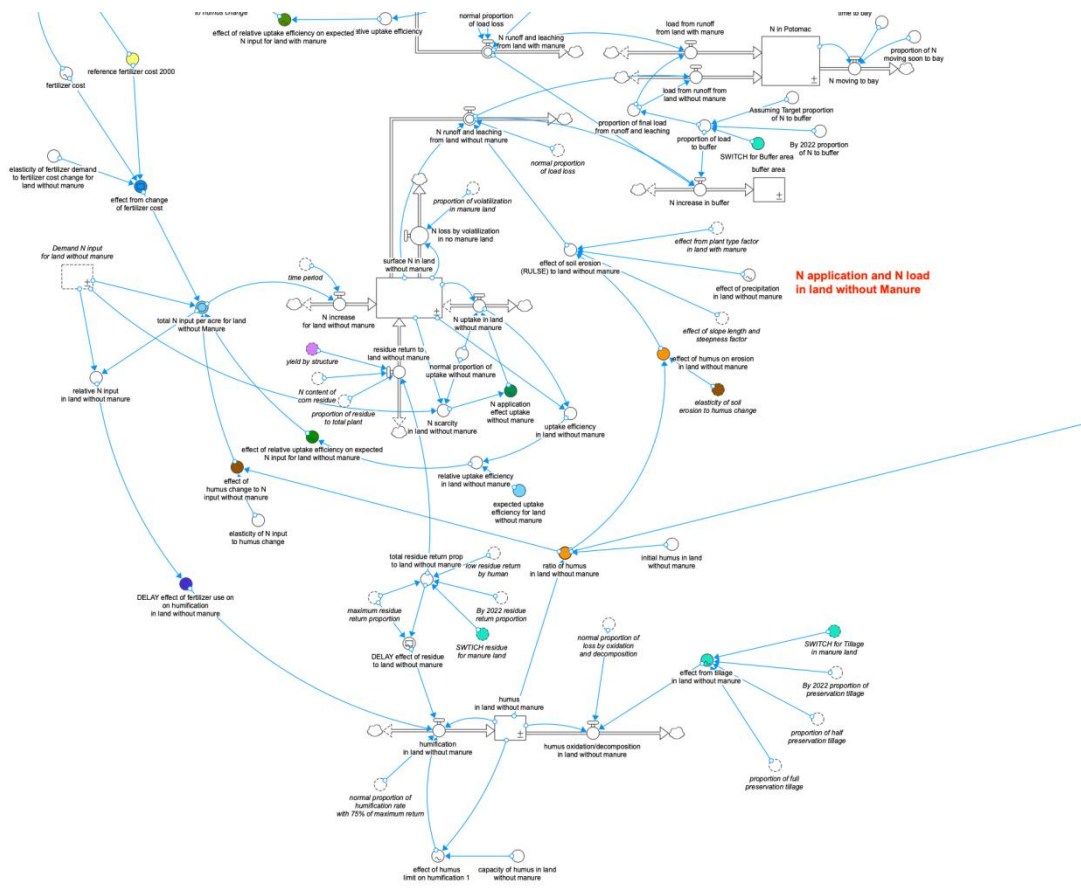 to humus change
effect of relative uptake efficiency on expected
N input for land with manure
tive uptake efficiency
normal proportion
of load loss
N runoff and leaching
from land with manure
load from runoff
from land with manure
N in Potomac
time to bay
proportion of N
moving soon to bay
N moving to bay
load from runoff from
land without manure
reference fertilizer cost 2000
fertilizer cost
N runoff and leaching
from land without manure
proportion of final load
from runoff and leaching
Assuming Target proportion
of N to buffer
proportion of load
to buffer
By 2022 proportion
of N to buffer
SWITCH for Buffer area
buffer area
normal proportion
of load loss
elasticity of fertilizer demand
to fertilizer cost change for
land without manure
effect from change
of fertilizer cost
N increase in buffer
proportion of volatilization
in manure land
N loss by volatilization
in no manure land
effect from plant type factor
in land with manure
Demand N input
for land without manure
surface N in land
without manure
effect of soil erosion
(RULSE) to land without manure
time period
effect of precipitation
in land without manure
N application and N load
in land without Manure
total N input per acre for land
without Manure
N increase
for land without manure
N uptake in land
without manure
effect of slope length and
steepness factor
residue return to
land without manure
yield by structure
normal proportion of
uptake without manure
effect of humus on erosion
in land without manure
relative N input
in land without manure
N content of
corn residue
N application
effect uptake
without manure
elasticity of soil
erosion to humus change
proportion of residue
to total plant
N scarcity
in land without manure
uptake efficiency
in land without manure
effect of relative uptake efficiency on expected
N input for land without manure
relative uptake efficiency
in land without manure
effect of
humus change to N
input without manure
expected uptake
efficiency for land
without manure
elasticity of N input
to humus change
total residue return prop
to land without manure
low residue return
by human
ratio of humus
in land without manure
initial humus in land
without manure
DELAY effect of fertilizer use on
on humification
in land without manure
maximum residue
return proportion
By 2022 residue
return proportion
SWTICH residue
for manure land
normal proportion of
loss by oxidation
and decomposition
SWITCH for Tillage
in manure land
DELAY effect of residue
to land without manure
effect from tillage
in land without manure
By 2022 proportion of
preservation tillage
humus
in land without manure
proportion of half
preservation tillage
humification
in land without manure
humus oxidation/decomposition
in land without manure
proportion of full
preservation tillage
normal proportion of
humification rate
with 75% of maximum return
effect of humus
limit on humification 1
capacity of humus in land
without manure